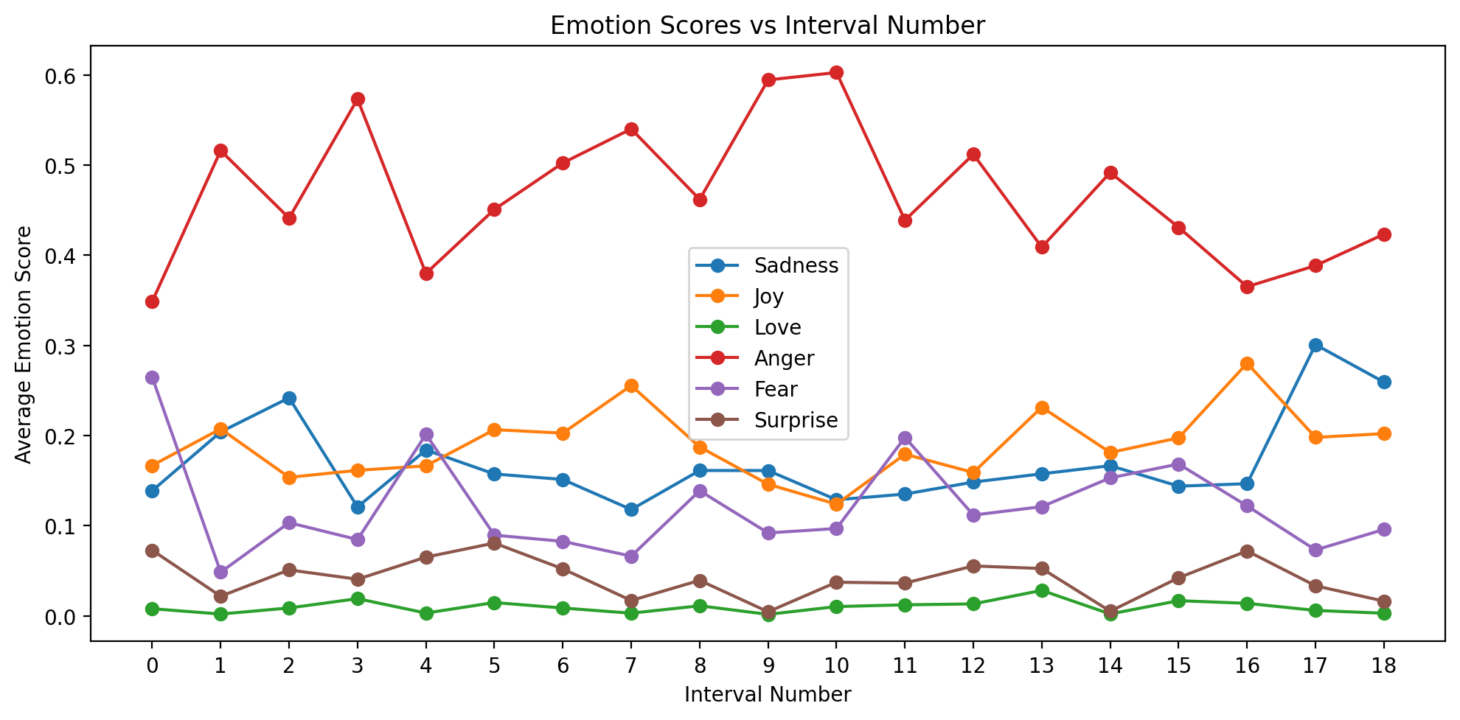 Emotion Scores vs Interval Number
Average Emotion Score
0.6
0.5
0.4
0.3
0.2
0.1
0.0
Sadness
Joy
Love
Anger
Fear
Surprise
0 1 2 3 4 5 6 7 8 9 10 11 12 13 14 15 16 17 18
Interval Number